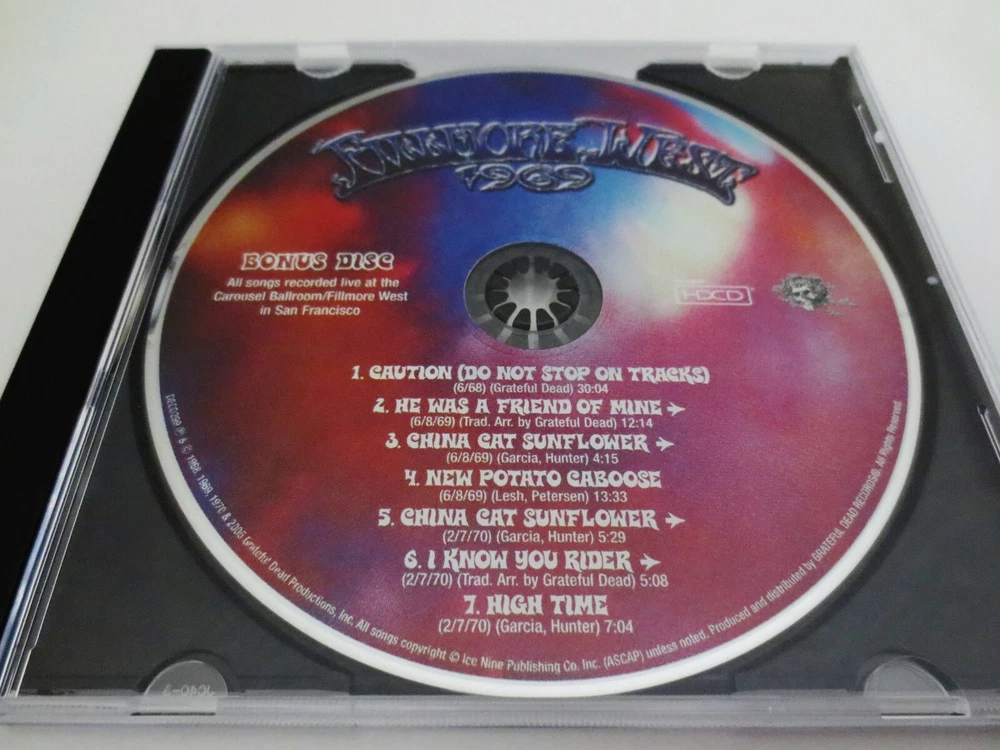 FILLMORE WEST
1969
BONUS DISC
All songs recorded live at the
Carousel Ballroom/Fillmore West
in San Francisco
HDCD
1. CAUTION (DO NOT STOP ON TRACKS)
(6/68) (Grateful Dead) 30:04
2. HE WAS A FRIEND OF MINE →
(6/8/69) (Trad. Arr. by Grateful Dead) 12:14
3. CHINA CAT SUNFLOWER →
(6/8/69) (Garcia, Hunter) 4:15
4. NEW POTATO CABOOSE
(6/8/69) (Lesh, Petersen) 13:33
5. CHINA CAT SUNFLOWER →
(2/7/70) (Garcia, Hunter) 5:29
6. I KNOW YOU RIDER →
(2/7/70) (Trad. Arr. by Grateful Dead) 5:08
7. HIGH TIME
(2/7/70) (Garcia, Hunter) 7:04
℗ & © 1968, 1969, 1970 & 2005 Grateful Dead Productions, Inc. All songs copyright © Ice Nine Publishing Co. Inc. (ASCAP) unless noted. Produced and distributed by GRATEFUL DEAD RECORDS®. All Rights Reserved